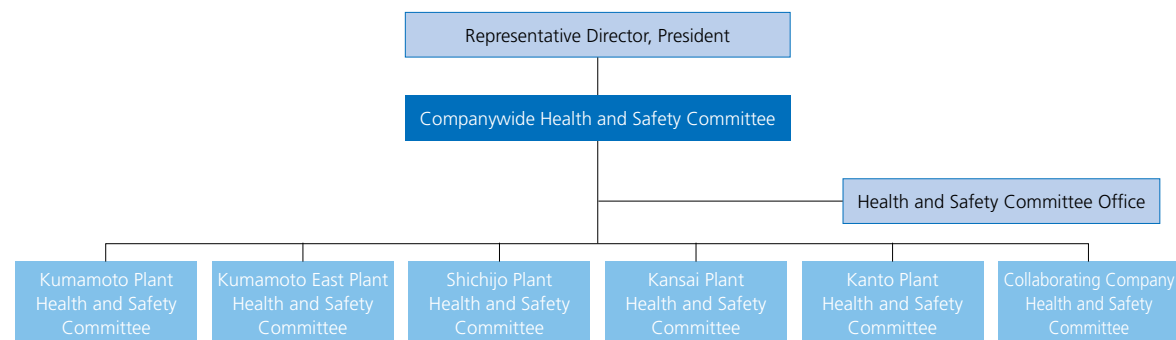 Representative Director, President
Companywide Health and Safety Committee
Health and Safety Committee Office
Kumamoto Plant
Health and Safety
Committee
Kumamoto East Plant
Health and Safety
Committee
Shichijo Plant
Health and Safety
Committee
Kansai Plant
Health and Safety
Committee
Kanto Plant
Health and Safety
Committee
Collaborating Company
Health and Safety
Committee